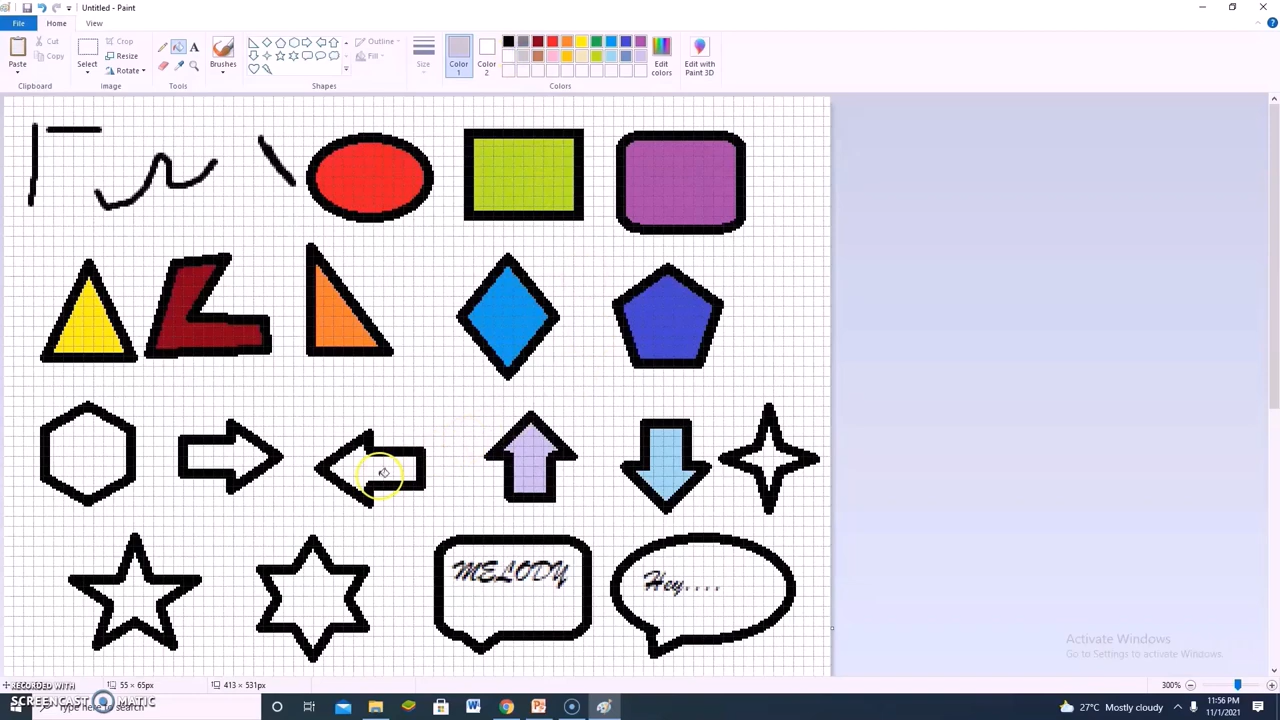 Untitled - Paint
File Home View
Paste
Cut
Copy
Clipboard
Select
Crop
Resize
Rotate
Image
A
Tools
Brushes
Shapes
Outline
Fill
Size
Color 1
Color 2
Edit colors
Edit with Paint 3D
Colors
MELODY
Hey....
Activate Windows
Go to Settings to activate Windows.
RECORDED WITH
SCREENCAST MATIC
55 × 65px
413 × 531px
300%
27°C Mostly cloudy
11:56 PM
11/1/2021